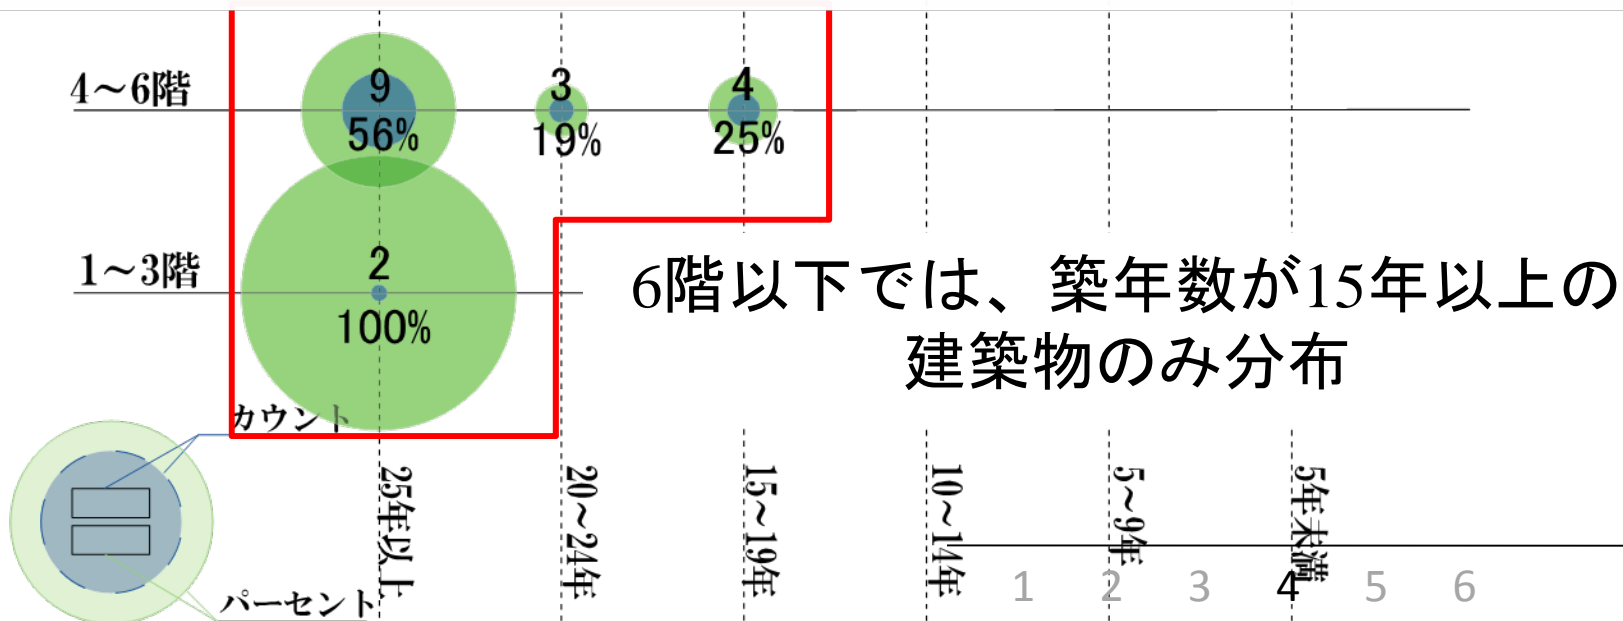 4～6階
9
56%
3
19%
4
25%
1～3階
2
100%
6階以下では、築年数が15年以上の
建築物のみ分布
カウント
パーセント
25年以上
20～24年
15～19年
10～14年
5～9年
5年未満
1 2 3 4 5 6